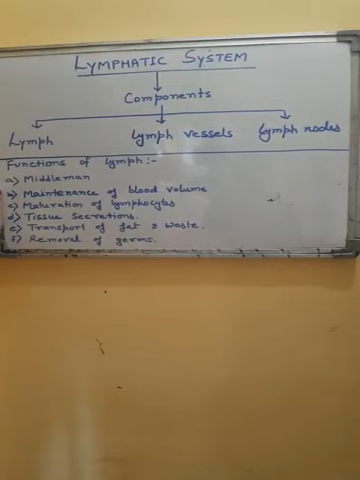 LYMPHATIC SYSTEM
Components
Lymph Lymph vessels Lymph nodes
Functions of lymph:-
a) Middleman
b) Maintenance of blood volume
c) Maturation of lymphocytes
d) Tissue Secrations.
e) Transport of fat & waste.
f) Removal of germs.